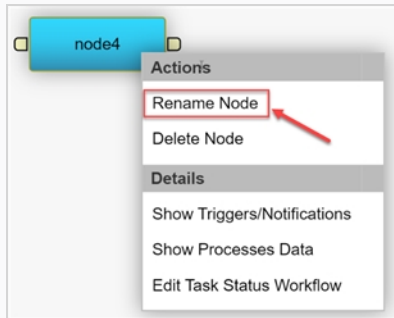 node4
Actions
Rename Node
Delete Node
Details
Show Triggers/Notifications
Show Processes Data
Edit Task Status Workflow